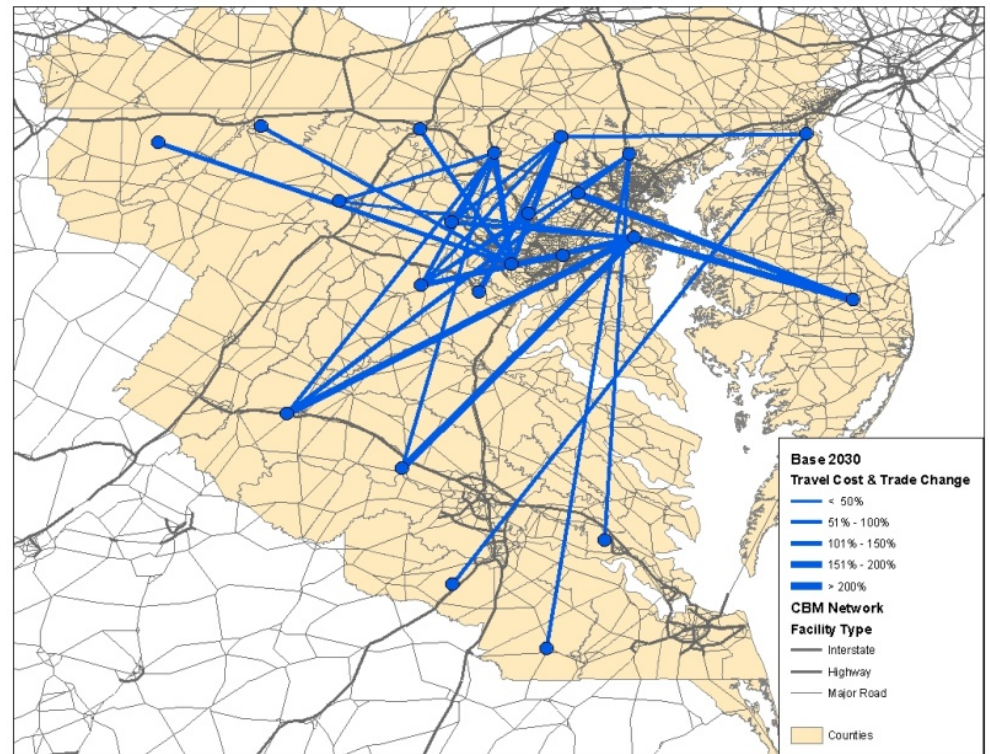 Base 2030
Travel Cost & Trade Change
< 50%
51% - 100%
101% - 150%
151% - 200%
> 200%
CBM Network
Facility Type
Interstate
Highway
Major Road
Counties